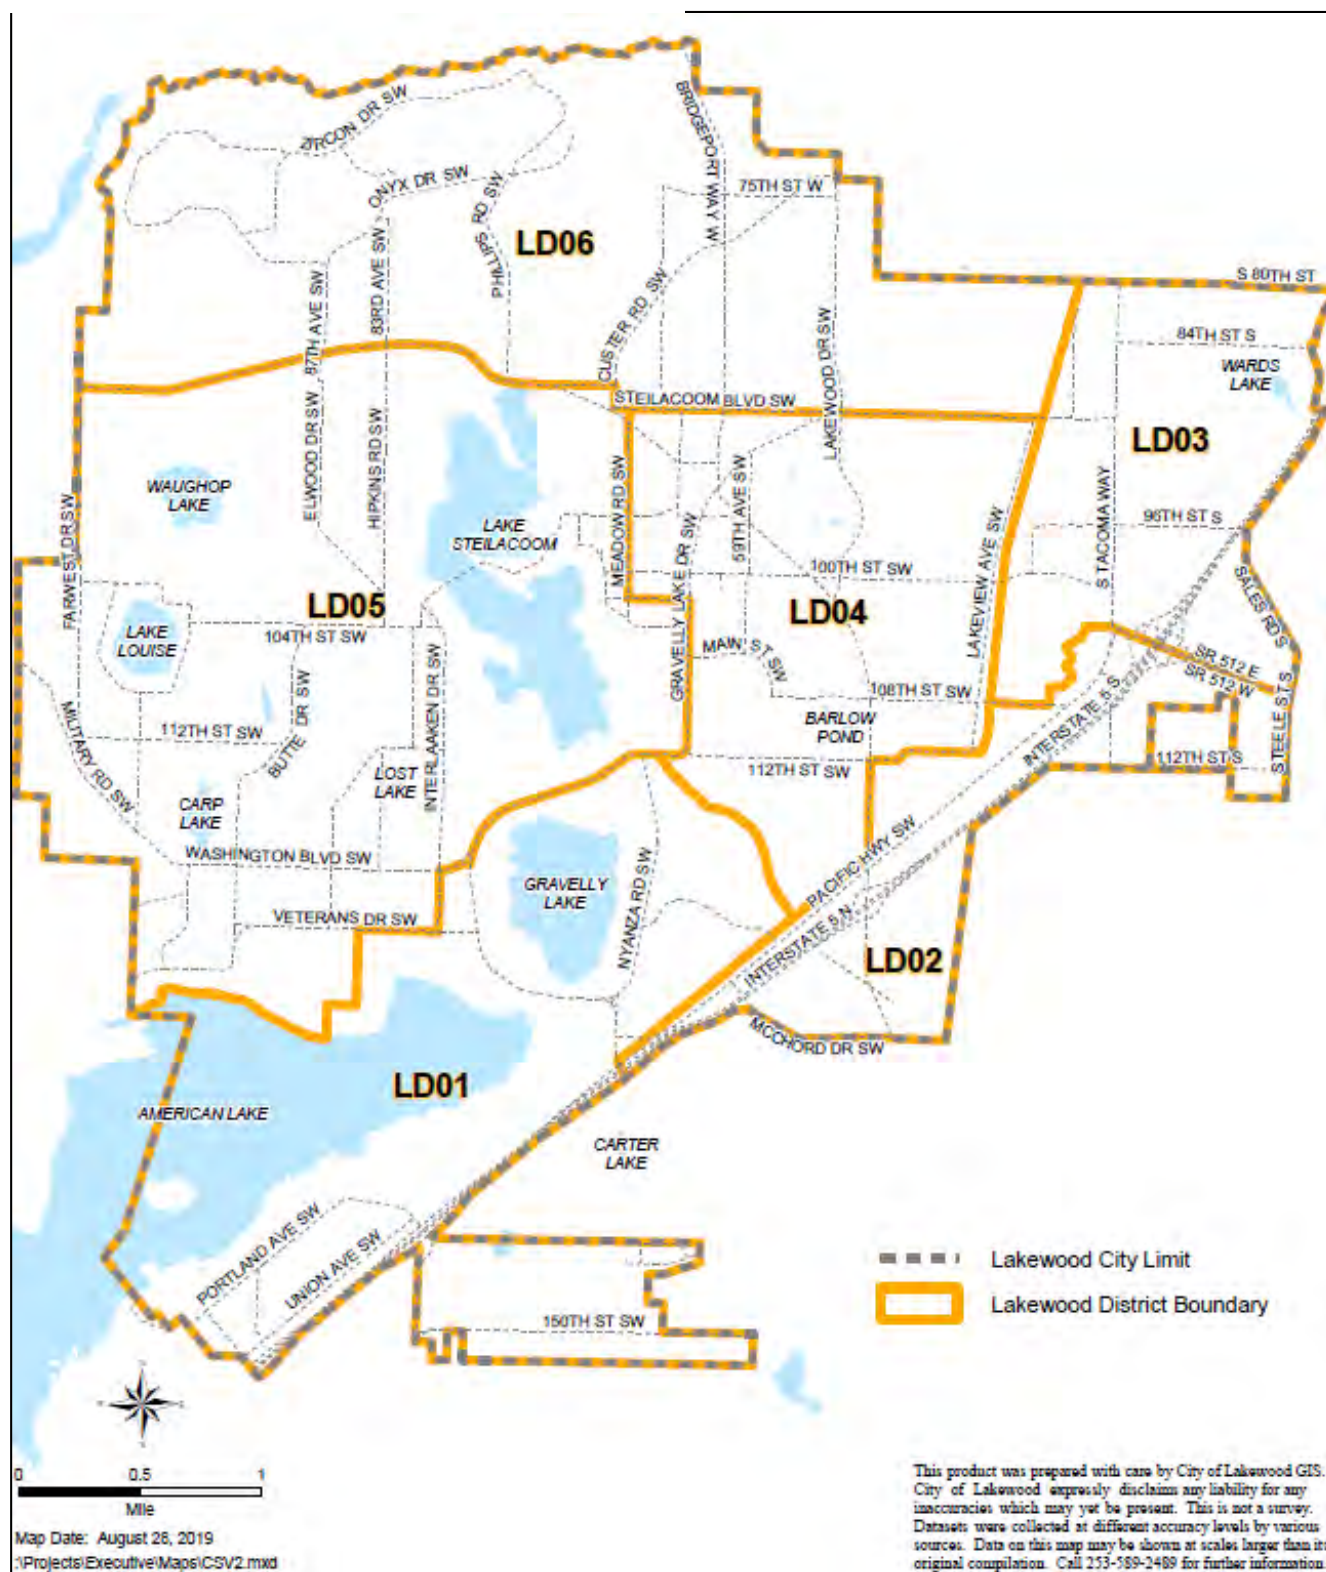 ZIRCON DR SW
ONYX DR SW
PHILLIPS RD SW
BRIDGEPORT WAY W
75TH ST W
LD06
87TH AVE SW
83RD AVE SW
CUSTER RD SW
LAKEWOOD DR SW
S 80TH ST
84TH ST S
WARDS
LAKE
STEILACOOM BLVD SW
LD03
FARWEST DR SW
WAUGHOP
LAKE
ELWOOD DR SW
HIPKINS RD SW
LAKE
STEILACOOM
MEADOW RD SW
GRAVELLY LAKE DR SW
59TH AVE SW
LAKEVIEW AVE SW
S TACOMA WAY
96TH ST S
SALES RD S
100TH ST SW
LD05
LD04
LAKE
LOUISE
104TH ST SW
MAIN ST SW
108TH ST SW
SR 512 E
SR 512 W
STEELE ST S
MILITARY RD SW
112TH ST SW
BUTTE DR SW
INTERLAAKEN DR SW
LOST
LAKE
BARLOW
POND
112TH ST SW
INTERSTATE 5 S
112TH ST S
CARP
LAKE
WASHINGTON BLVD SW
GRAVELLY
LAKE
NYANZA RD SW
PACIFIC HWY SW
INTERSTATE 5 N
VETERANS DR SW
LD02
MCCHORD DR SW
LD01
AMERICAN LAKE
CARTER
LAKE
PORTLAND AVE SW
UNION AVE SW
150TH ST SW
Lakewood City Limit
Lakewood District Boundary
0 0.5 1
Mile
Map Date: August 28, 2019
:\Projects\Executive\Maps\CSV2.mxd
This product was prepared with care by City of Lakewood GIS.
City of Lakewood expressly disclaims any liability for any
inaccuracies which may yet be present. This is not a survey.
Datasets were collected at different accuracy levels by various
sources. Data on this map may be shown at scales larger than its
original compilation. Call 253-589-2489 for further information.